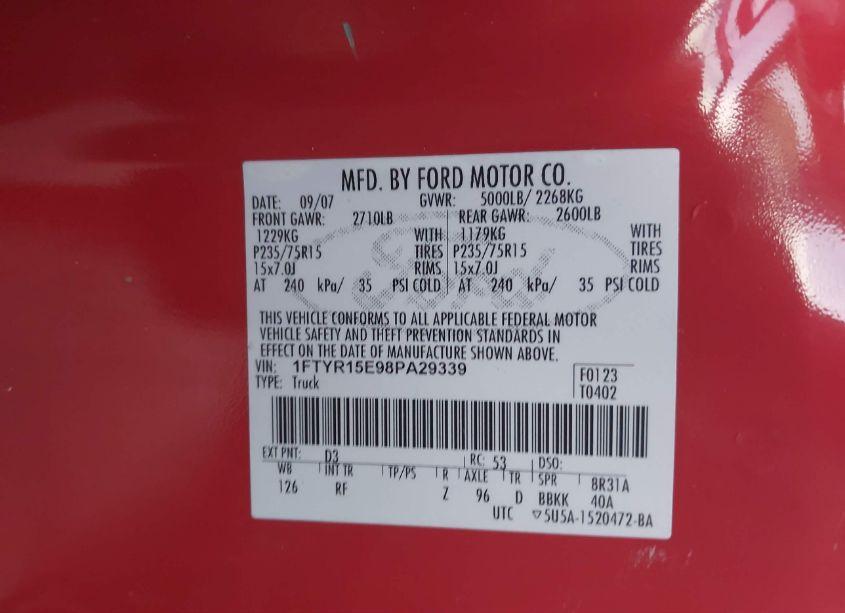 MFD. BY FORD MOTOR CO.
DATE: 09/07 GVWR: 5000LB/ 2268KG
FRONT GAWR: 2710LB REAR GAWR: 2600LB
1229KG WITH 1179KG WITH
P235/75R15 TIRES P235/75R15 TIRES
15x7.0J RIMS 15x7.0J RIMS
AT 240 kPa/ 35 PSI COLD AT 240 kPa/ 35 PSI COLD
THIS VEHICLE CONFORMS TO ALL APPLICABLE FEDERAL MOTOR
VEHICLE SAFETY AND THEFT PREVENTION STANDARDS IN
EFFECT ON THE DATE OF MANUFACTURE SHOWN ABOVE.
VIN: 1FTYR15E98PA29339 F0123
TYPE: Truck T0402
EXT PNT: D3 RC: 53 DSO:
WB INT TR TP/PS R AXLE TR SPR 8R31A
126 RF Z 96 D BBKK 40A
UTC ▽5U5A-1520472-BA